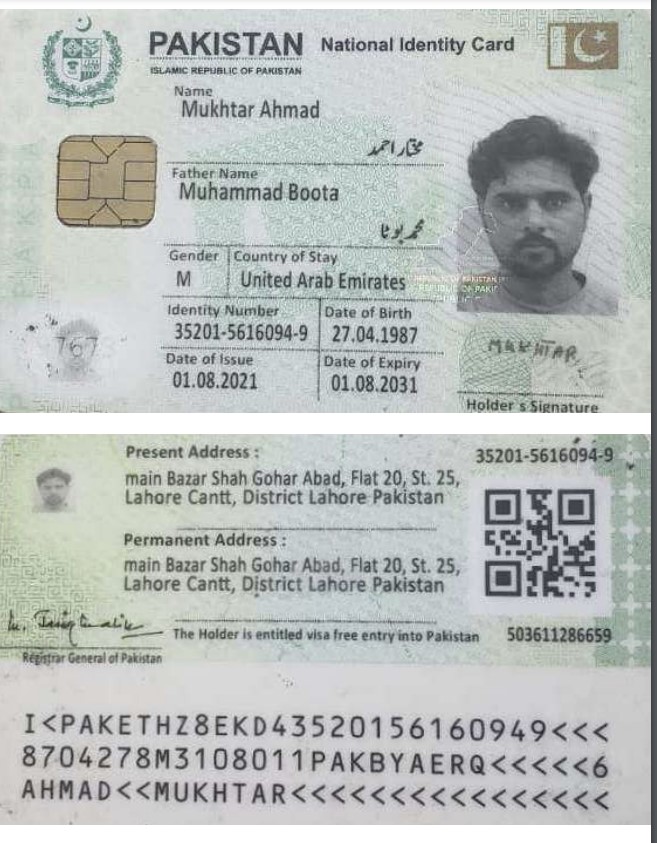 PAKISTAN National Identity Card
ISLAMIC REPUBLIC OF PAKISTAN
Name
Mukhtar Ahmad
مختار احمد
Father Name
Muhammad Boota
محمد بوٹا
Gender Country of Stay
M United Arab Emirates
Identity Number Date of Birth
35201-5616094-9 27.04.1987
Date of Issue Date of Expiry
01.08.2021 01.08.2031
MUKHTAR
Holder's Signature
Present Address : 35201-5616094-9
main Bazar Shah Gohar Abad, Flat 20, St. 25,
Lahore Cantt, District Lahore Pakistan
Permanent Address :
main Bazar Shah Gohar Abad, Flat 20, St. 25,
Lahore Cantt, District Lahore Pakistan
The Holder is entitled visa free entry into Pakistan 503611286659
Registrar General of Pakistan
I<PAKETHZ8EKD43520156160949<<<
8704278M3108011PAKBYAERQ<<<<<6
AHMAD<<MUKHTAR<<<<<<<<<<<<<<<<